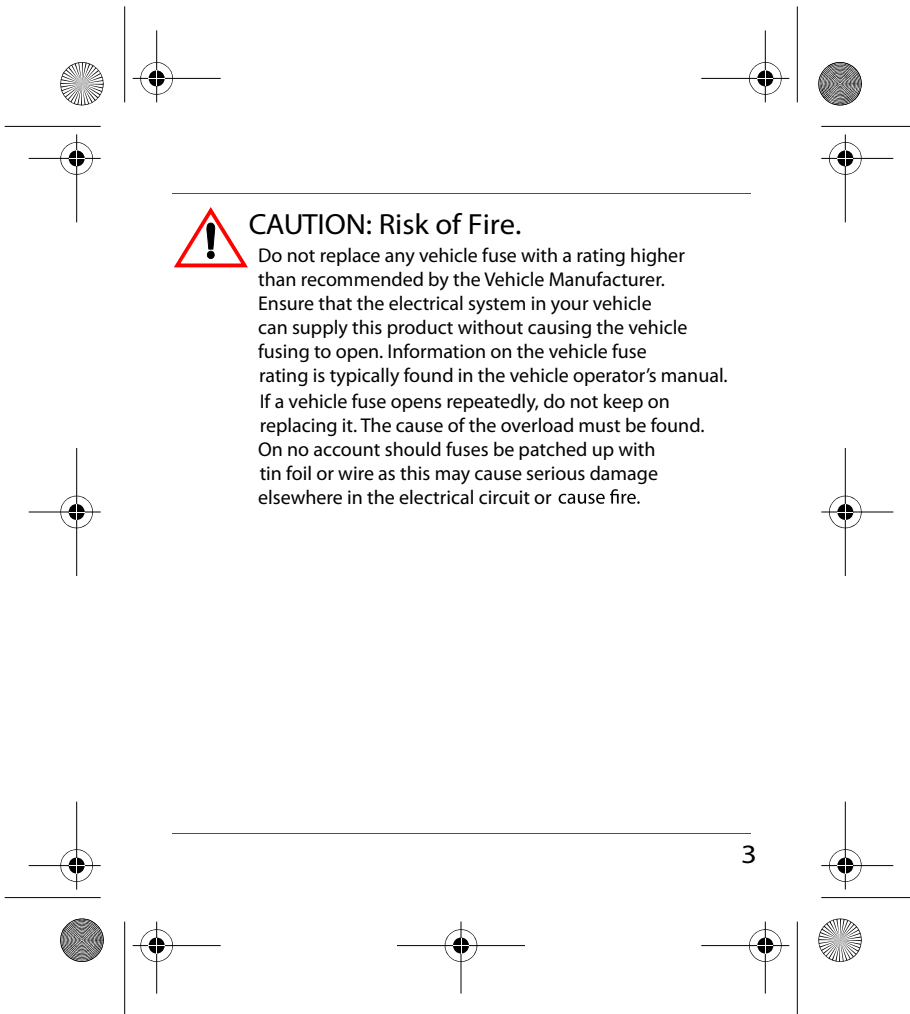 CAUTION: Risk of Fire.
Do not replace any vehicle fuse with a rating higher
than recommended by the Vehicle Manufacturer.
Ensure that the electrical system in your vehicle
can supply this product without causing the vehicle
fusing to open. Information on the vehicle fuse
rating is typically found in the vehicle operator’s manual.
If a vehicle fuse opens repeatedly, do not keep on
replacing it. The cause of the overload must be found.
On no account should fuses be patched up with
tin foil or wire as this may cause serious damage
elsewhere in the electrical circuit or cause fire.
3